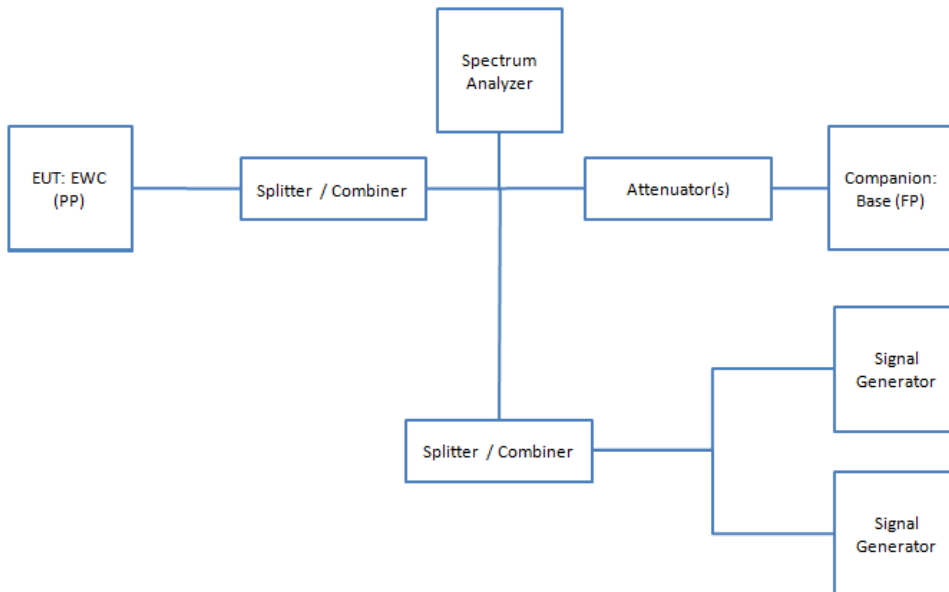 Spectrum
Analyzer
EUT: EWC
(PP)
Splitter / Combiner
Attenuator(s)
Companion:
Base (FP)
Signal
Generator
Splitter / Combiner
Signal
Generator